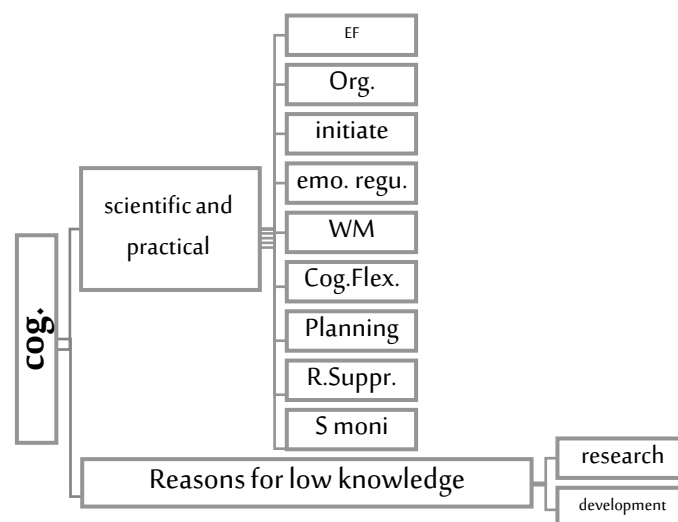 cog.
scientific and
practical
EF
Org.
initiate
emo. regu.
WM
Cog.Flex.
Planning
R.Suppr.
S moni
Reasons for low knowledge
research
development